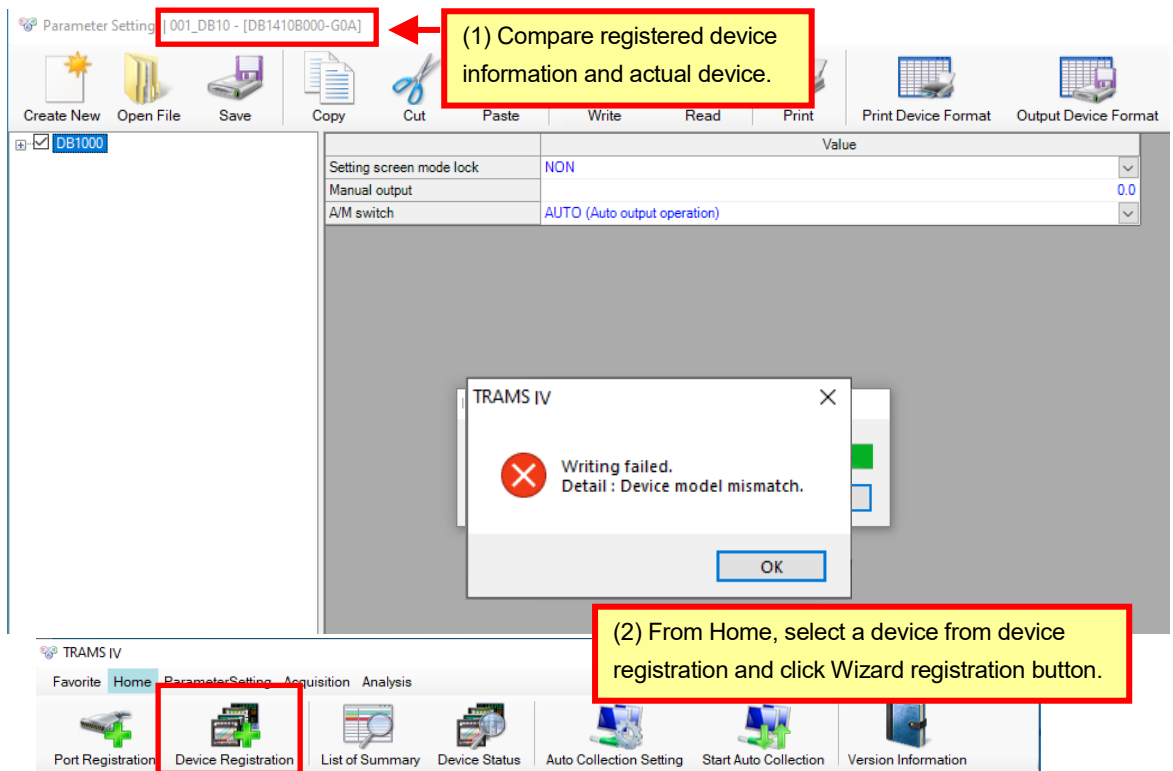 Parameter Setting | 001_DB10 - [DB1410B000-G0A]
(1) Compare registered device
information and actual device.
Create New Open File Save Copy Cut Paste Write Read Print Print Device Format Output Device Format
DB1000
Value
Setting screen mode lock NON
Manual output 0.0
A/M switch AUTO (Auto output operation)
TRAMS IV
Writing failed.
Detail : Device model mismatch.
OK
(2) From Home, select a device from device
registration and click Wizard registration button.
TRAMS IV
Favorite Home ParameterSetting Acquisition Analysis
Port Registration Device Registration List of Summary Device Status Auto Collection Setting Start Auto Collection Version Information